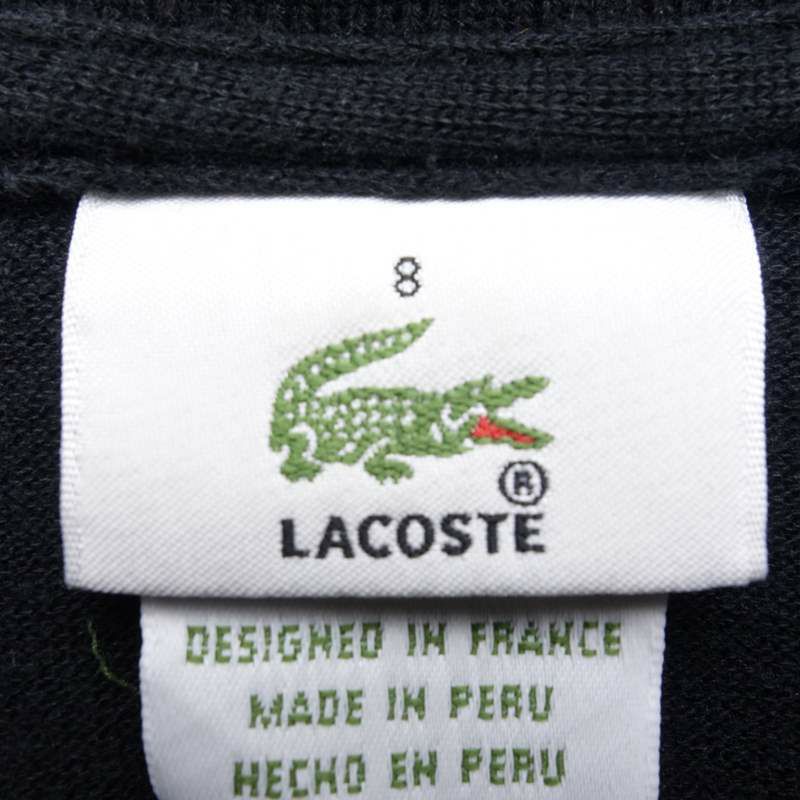 8
®
LACOSTE
DESIGNED IN FRANCE
MADE IN PERU
HECHO EN PERU